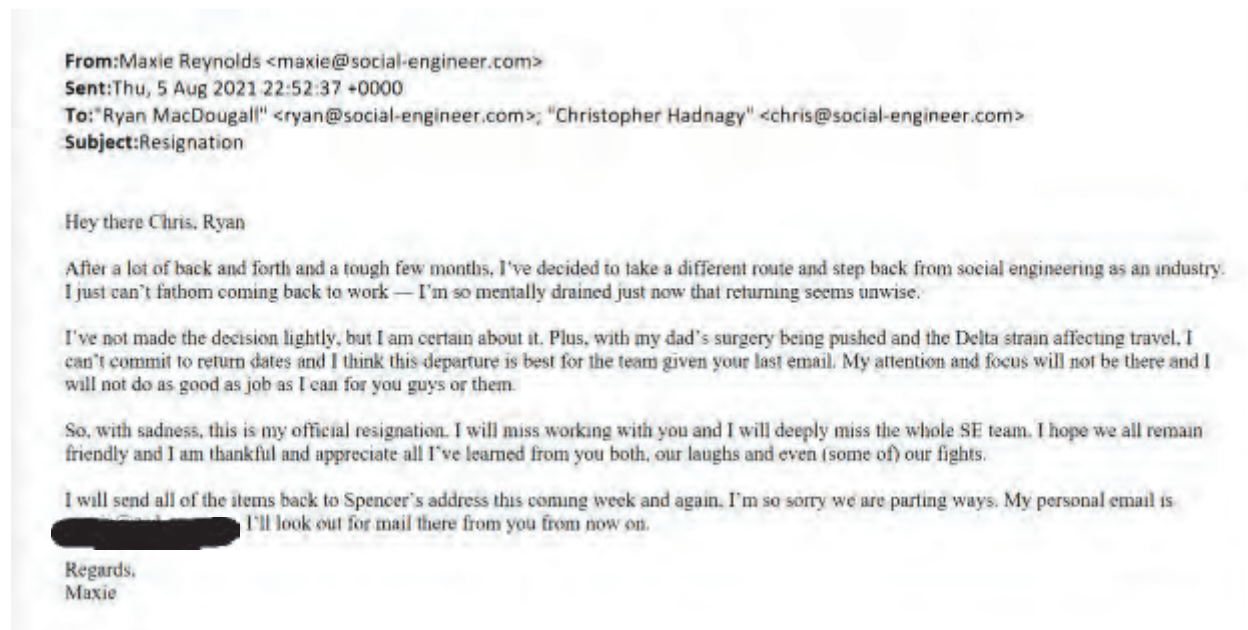 From:Maxie Reynolds <maxie@social-engineer.com>
Sent:Thu, 5 Aug 2021 22:52:37 +0000
To:"Ryan MacDougall" <ryan@social-engineer.com>; "Christopher Hadnagy" <chris@social-engineer.com>
Subject:Resignation
Hey there Chris, Ryan
After a lot of back and forth and a tough few months, I've decided to take a different route and step back from social engineering as an industry.
I just can't fathom coming back to work — I'm so mentally drained just now that returning seems unwise.
I've not made the decision lightly, but I am certain about it. Plus, with my dad's surgery being pushed and the Delta strain affecting travel, I
can't commit to return dates and I think this departure is best for the team given your last email. My attention and focus will not be there and I
will not do as good as job as I can for you guys or them.
So, with sadness, this is my official resignation. I will miss working with you and I will deeply miss the whole SE team. I hope we all remain
friendly and I am thankful and appreciate all I've learned from you both, our laughs and even (some of) our fights.
I will send all of the items back to Spencer's address this coming week and again, I'm so sorry we are parting ways. My personal email is
I'll look out for mail there from you from now on.
Regards,
Maxie